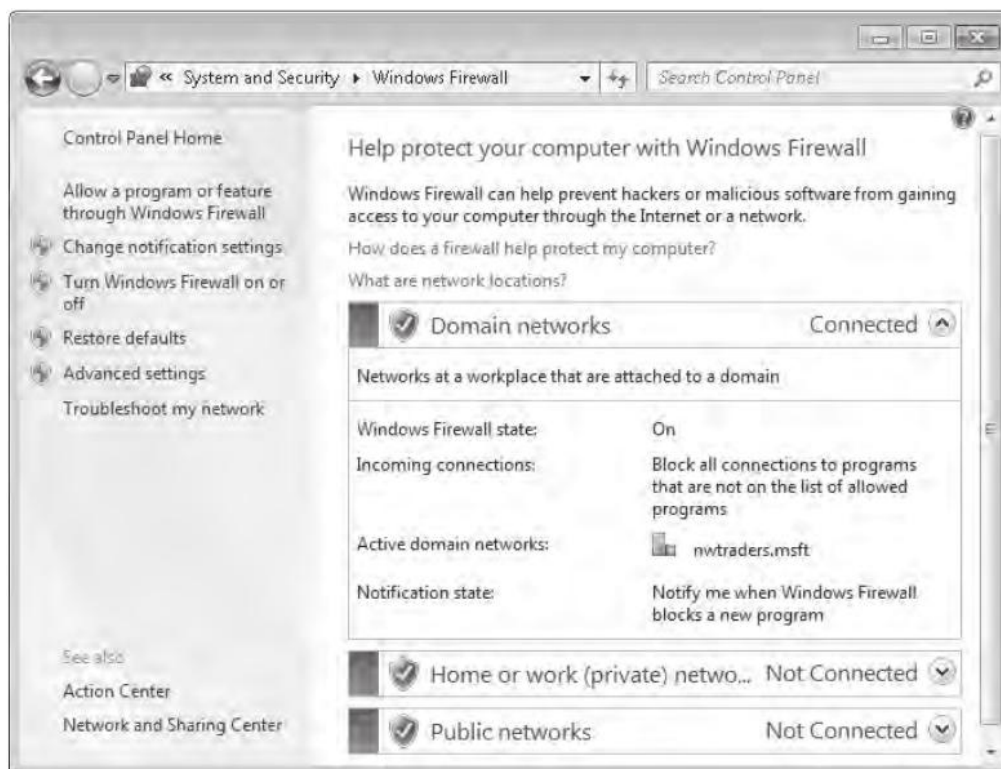 « System and Security ▸ Windows Firewall
Search Control Panel
Control Panel Home
Allow a program or feature
through Windows Firewall
Change notification settings
Turn Windows Firewall on or
off
Restore defaults
Advanced settings
Troubleshoot my network
See also
Action Center
Network and Sharing Center
Help protect your computer with Windows Firewall
Windows Firewall can help prevent hackers or malicious software from gaining
access to your computer through the Internet or a network.
How does a firewall help protect my computer?
What are network locations?
Domain networks Connected
Networks at a workplace that are attached to a domain
Windows Firewall state: On
Incoming connections: Block all connections to programs
that are not on the list of allowed
programs
Active domain networks: nwtraders.msft
Notification state: Notify me when Windows Firewall
blocks a new program
Home or work (private) netwo... Not Connected
Public networks Not Connected